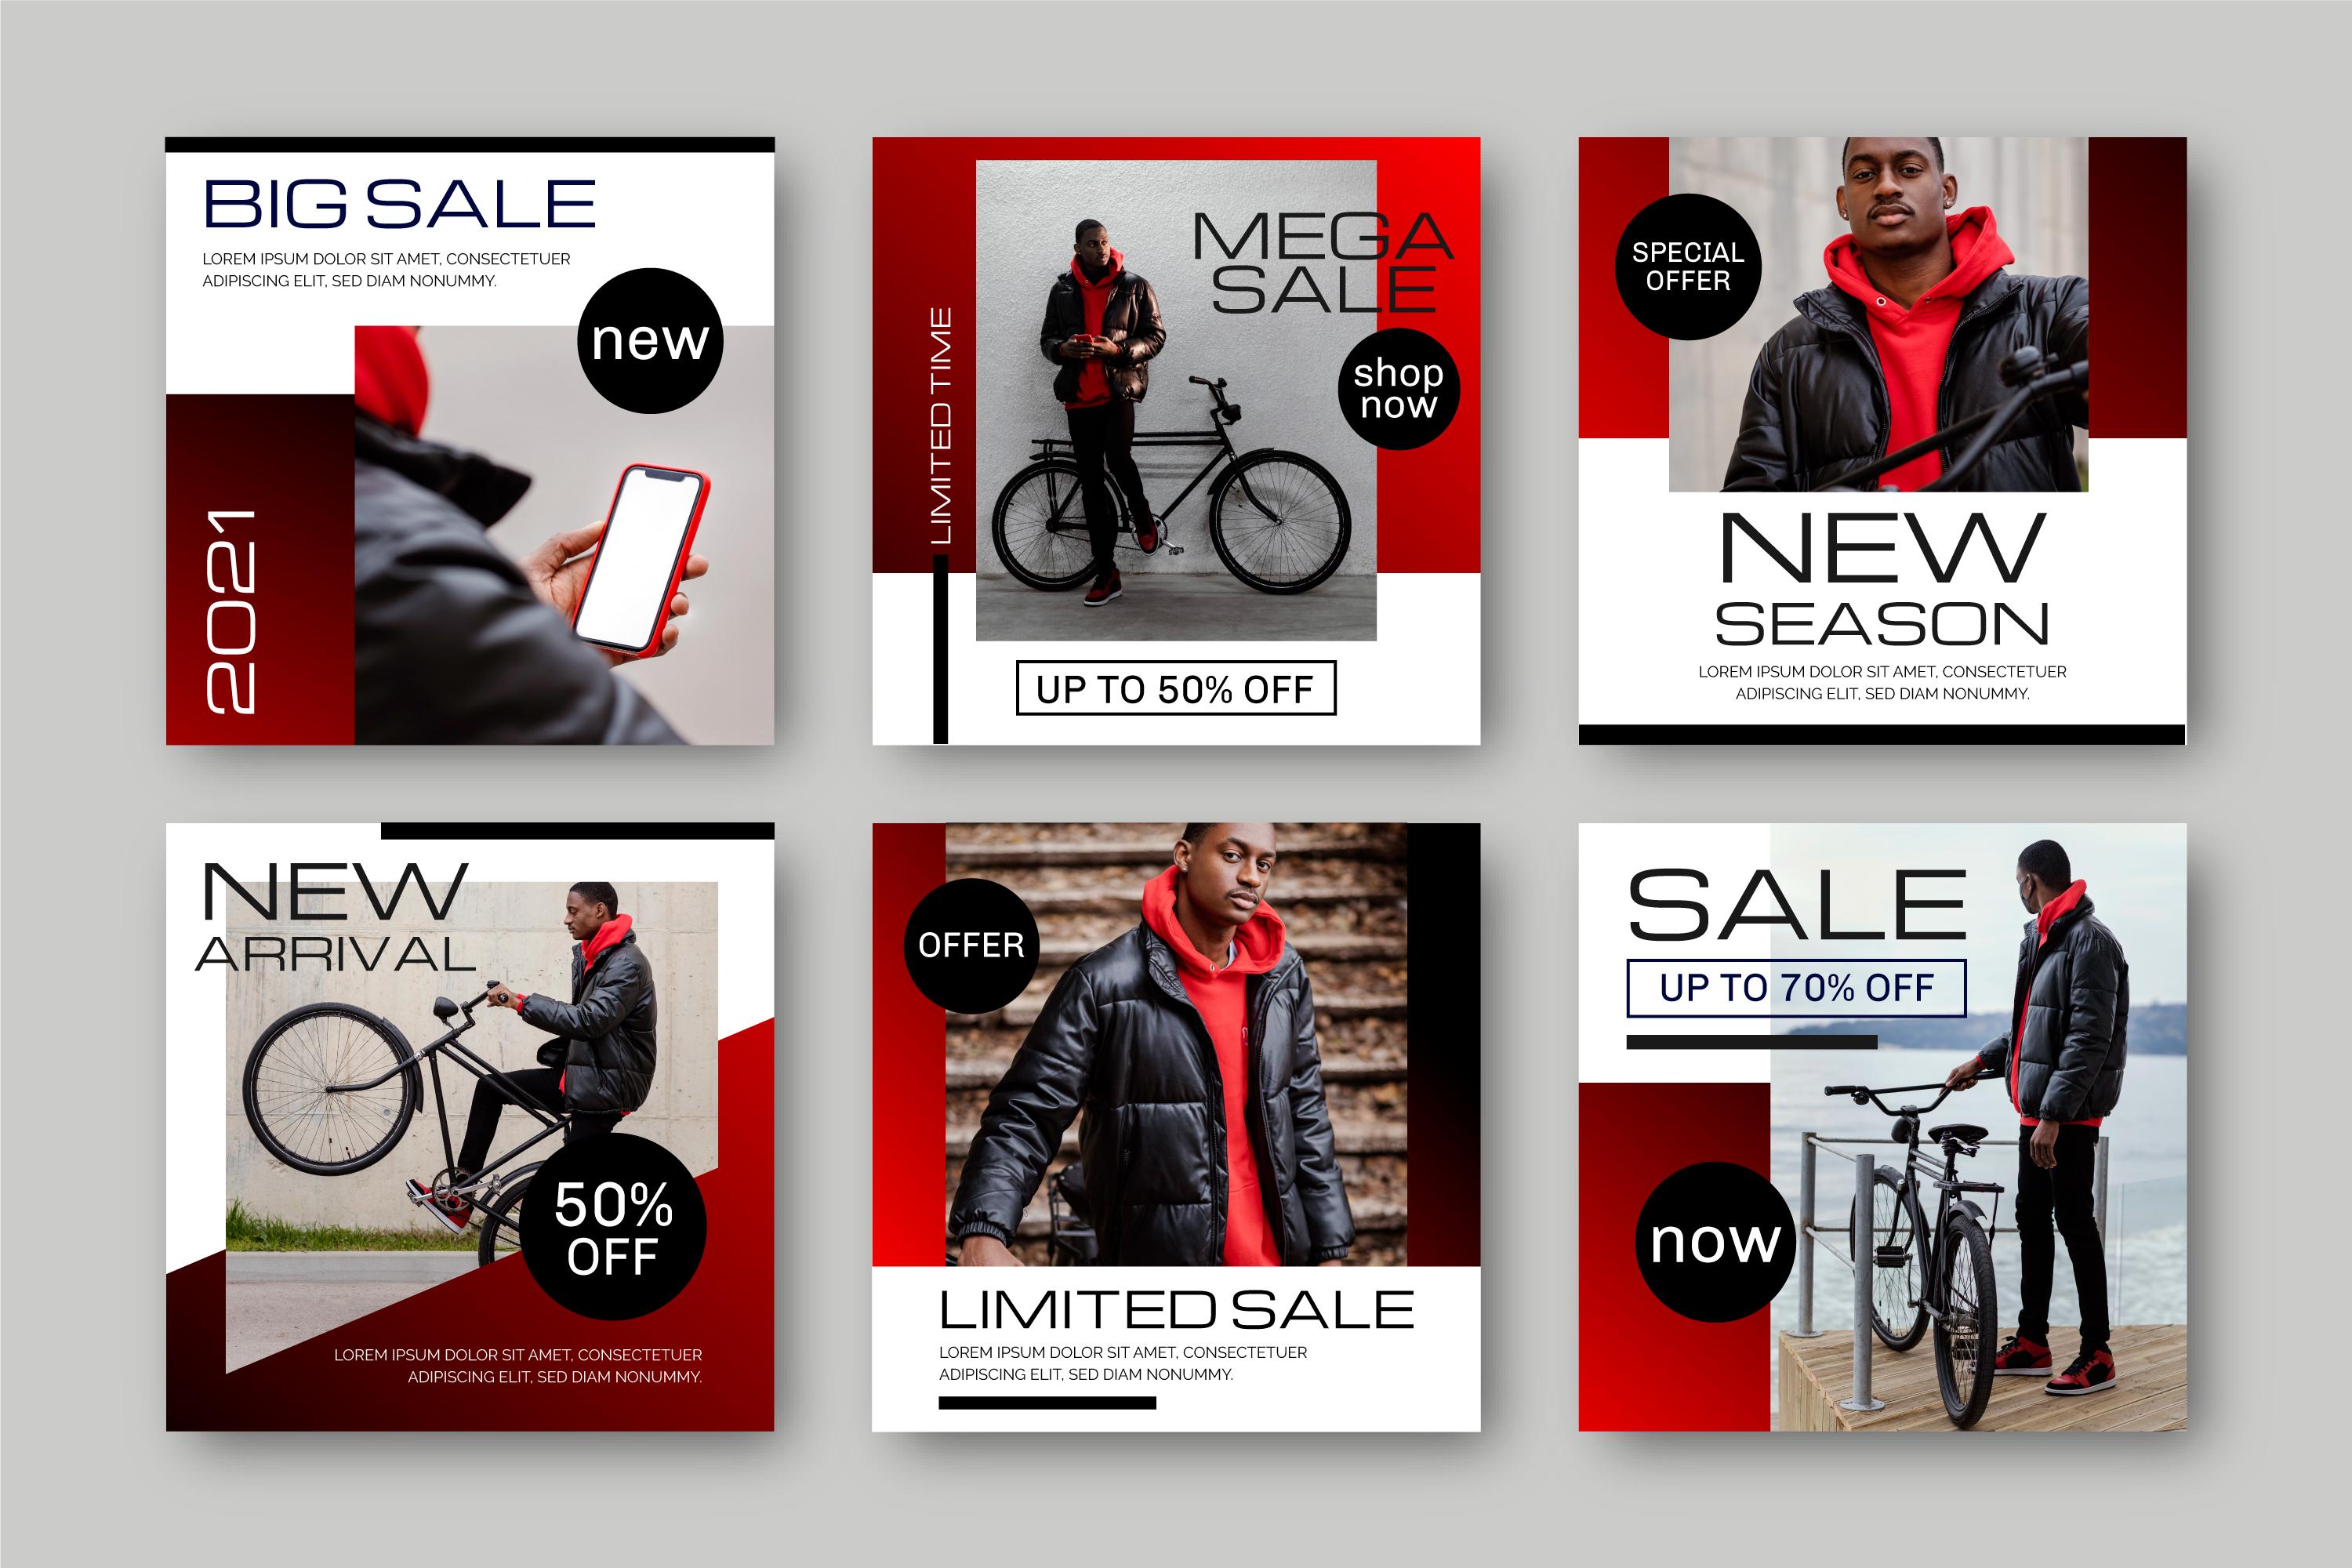 BIG SALE
LOREM IPSUM DOLOR SIT AMET, CONSECTETUER
ADIPISCING ELIT, SED DIAM NONUMMY.
new
2021
MEGA
SALE
LIMITED TIME
shop
now
UP TO 50% OFF
SPECIAL
OFFER
NEW
SEASON
LOREM IPSUM DOLOR SIT AMET, CONSECTETUER
ADIPISCING ELIT, SED DIAM NONUMMY.
NEW
ARRIVAL
50%
OFF
LOREM IPSUM DOLOR SIT AMET, CONSECTETUER
ADIPISCING ELIT, SED DIAM NONUMMY.
OFFER
LIMITED SALE
LOREM IPSUM DOLOR SIT AMET, CONSECTETUER
ADIPISCING ELIT, SED DIAM NONUMMY.
SALE
UP TO 70% OFF
now